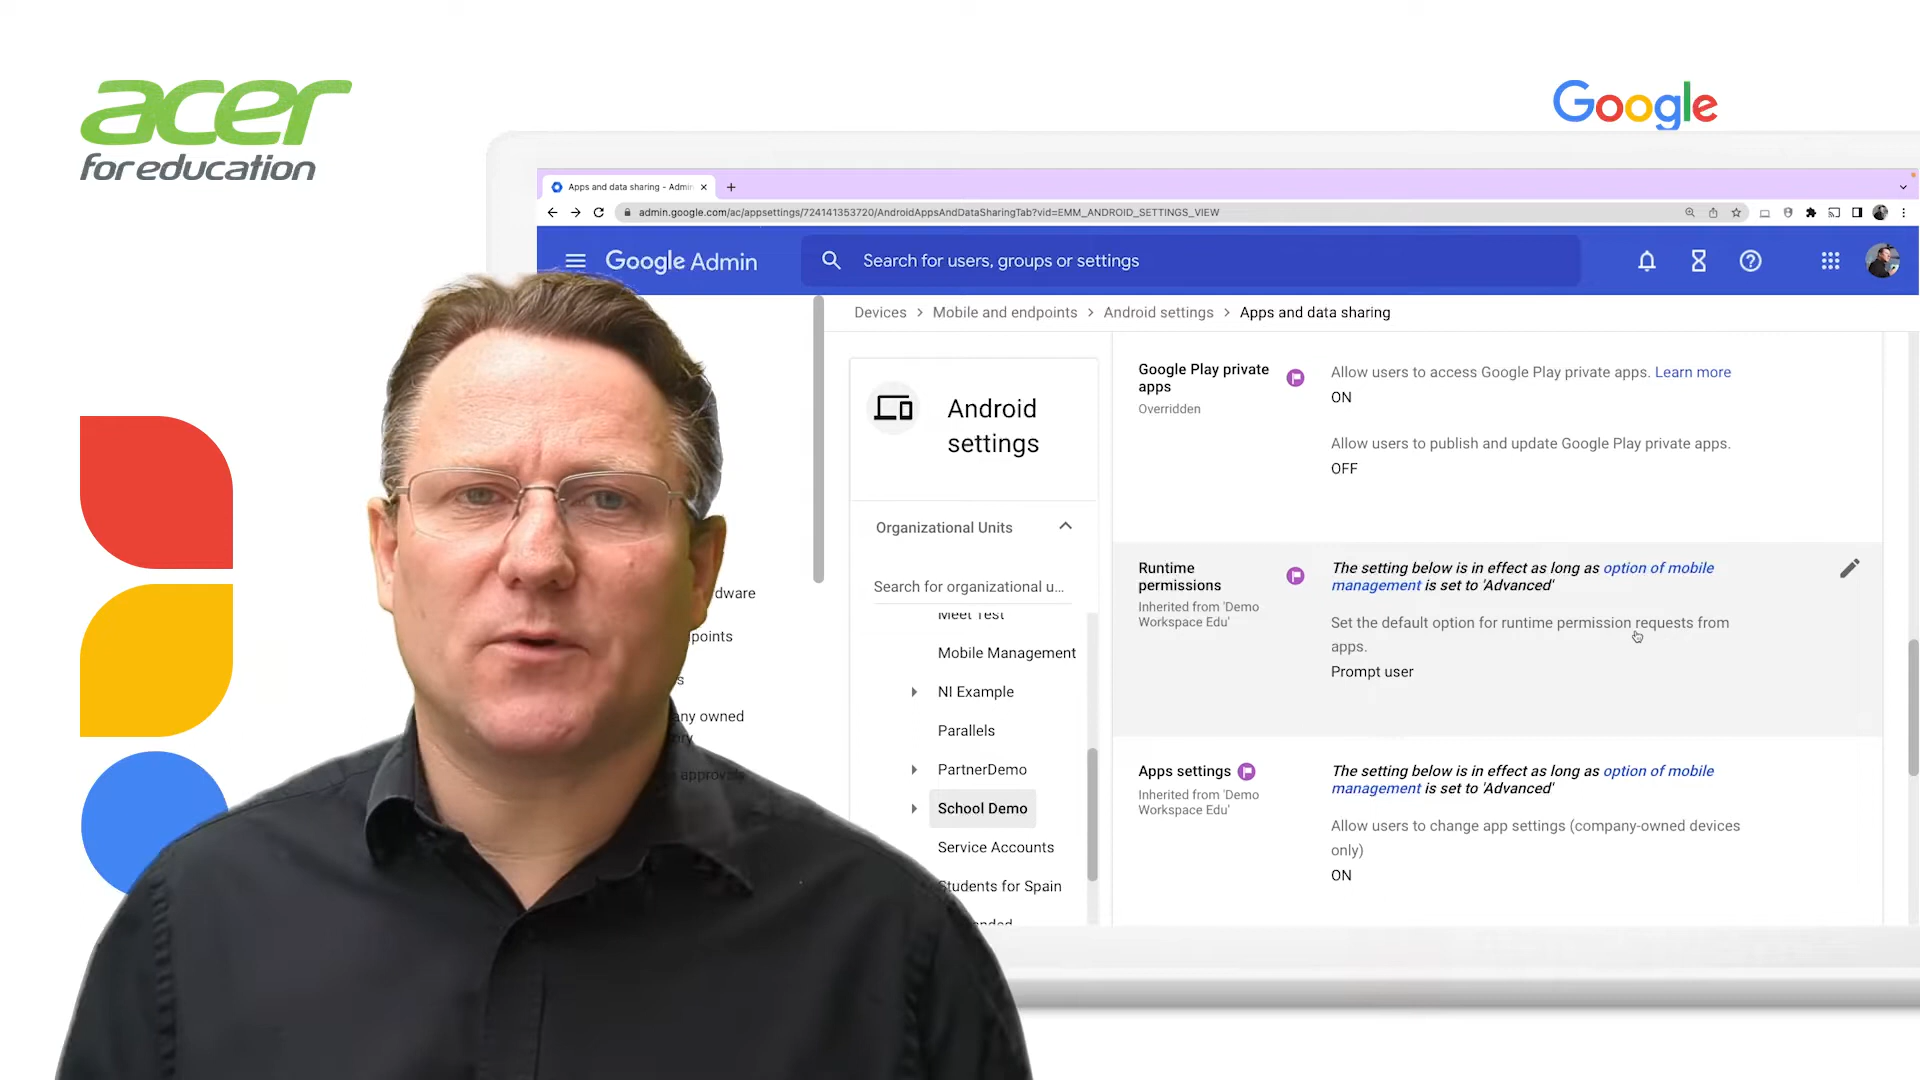 acer
for education
Google
Apps and data sharing - Admin
admin.google.com/ac/appsettings/724141353720/AndroidAppsAndDataSharingTab?vid=EMM_ANDROID_SETTINGS_VIEW
Google Admin
Search for users, groups or settings
Devices > Mobile and endpoints > Android settings > Apps and data sharing
dware
points
s
any owned
ry
approvals
Android
settings
Organizational Units
Search for organizational u...
Meet Test
Mobile Management
NI Example
Parallels
PartnerDemo
School Demo
Service Accounts
Students for Spain
Google Play private
apps
Overridden
Allow users to access Google Play private apps. Learn more
ON
Allow users to publish and update Google Play private apps.
OFF
Runtime
permissions
Inherited from 'Demo
Workspace Edu'
The setting below is in effect as long as option of mobile
management is set to 'Advanced'
Set the default option for runtime permission requests from
apps.
Prompt user
Apps settings
Inherited from 'Demo
Workspace Edu'
The setting below is in effect as long as option of mobile
management is set to 'Advanced'
Allow users to change app settings (company-owned devices
only)
ON